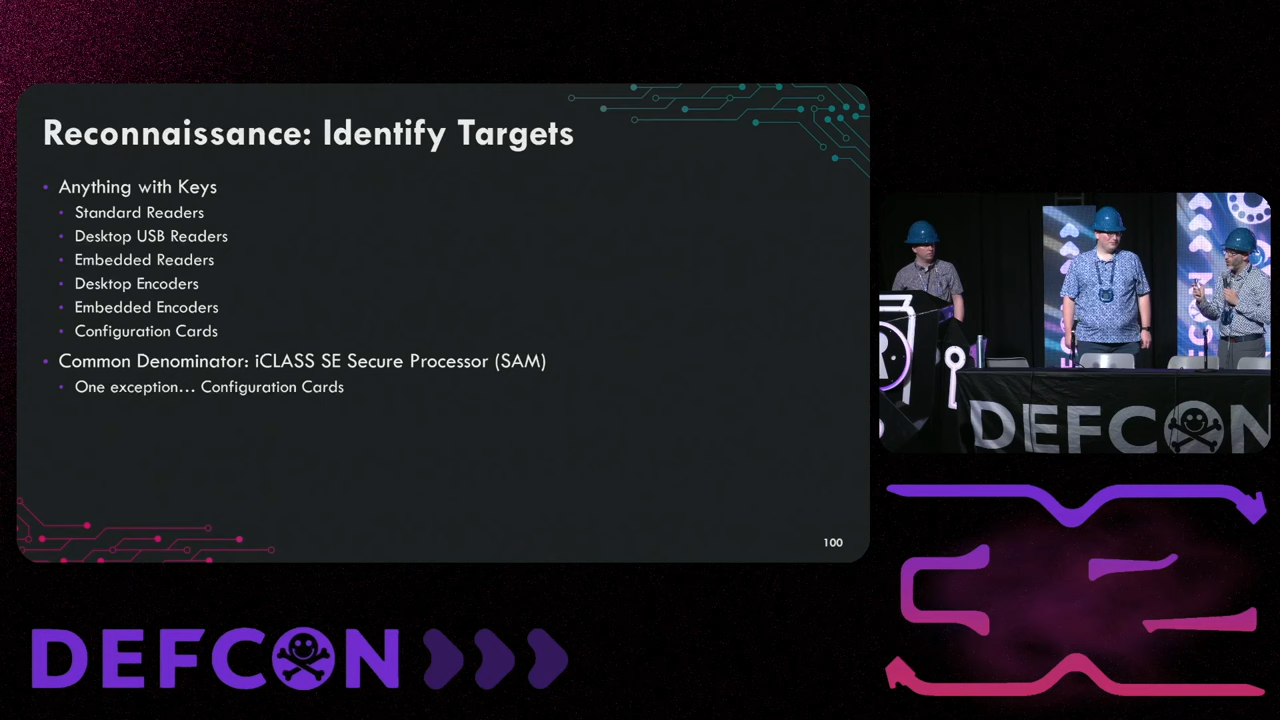 Reconnaissance: Identify Targets
• Anything with Keys
• Standard Readers
• Desktop USB Readers
• Embedded Readers
• Desktop Encoders
• Embedded Encoders
• Configuration Cards
• Common Denominator: iCLASS SE Secure Processor (SAM)
• One exception… Configuration Cards
100
DEFCON
DEFCON